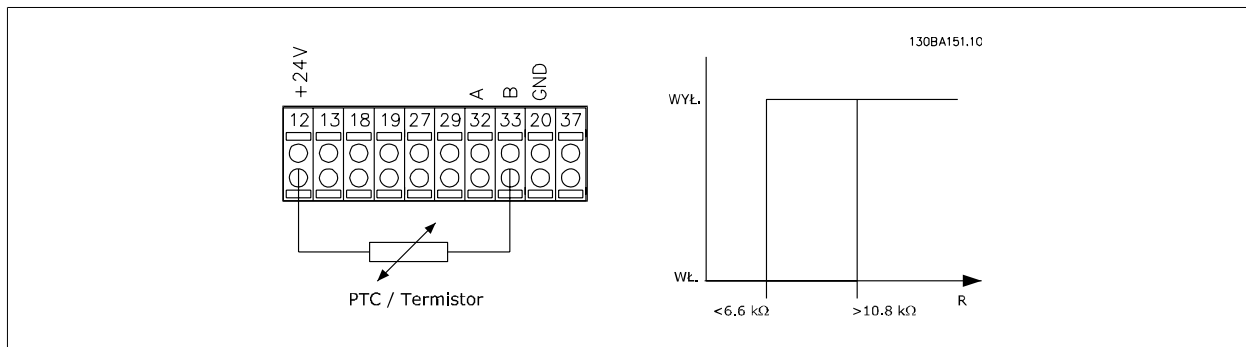 130BA151.10
+24V
A
B
GND
12 13 18 19 27 29 32 33 20 37
PTC / Termistor
WYŁ.
WŁ.
<6.6 kΩ
>10.8 kΩ
R